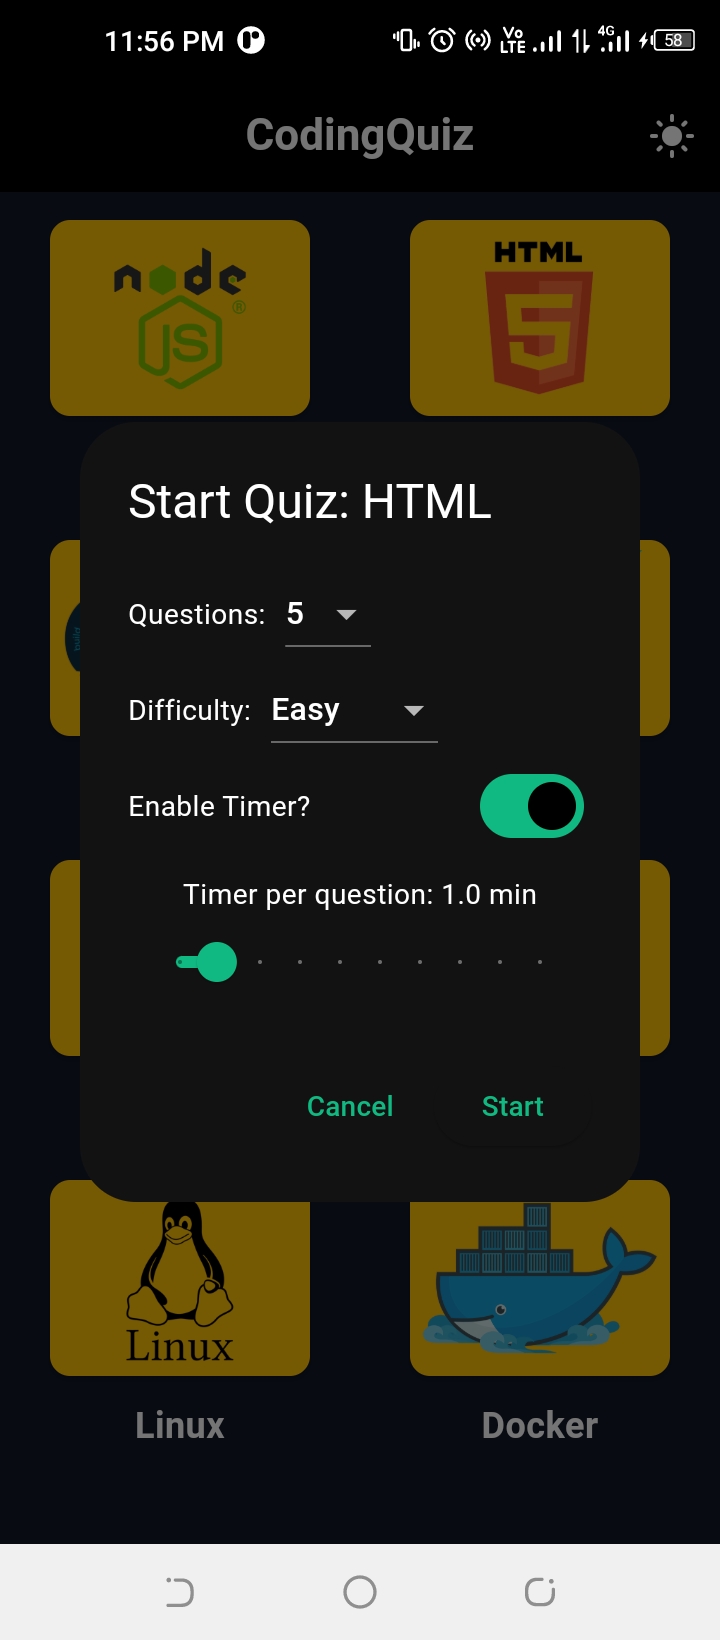 11:56 PM
Vo LTE
4G
58
CodingQuiz
node
®
JS
HTML
5
Start Quiz: HTML
Questions: 5
Difficulty: Easy
Enable Timer?
Timer per question: 1.0 min
Cancel Start
Linux
Linux Docker